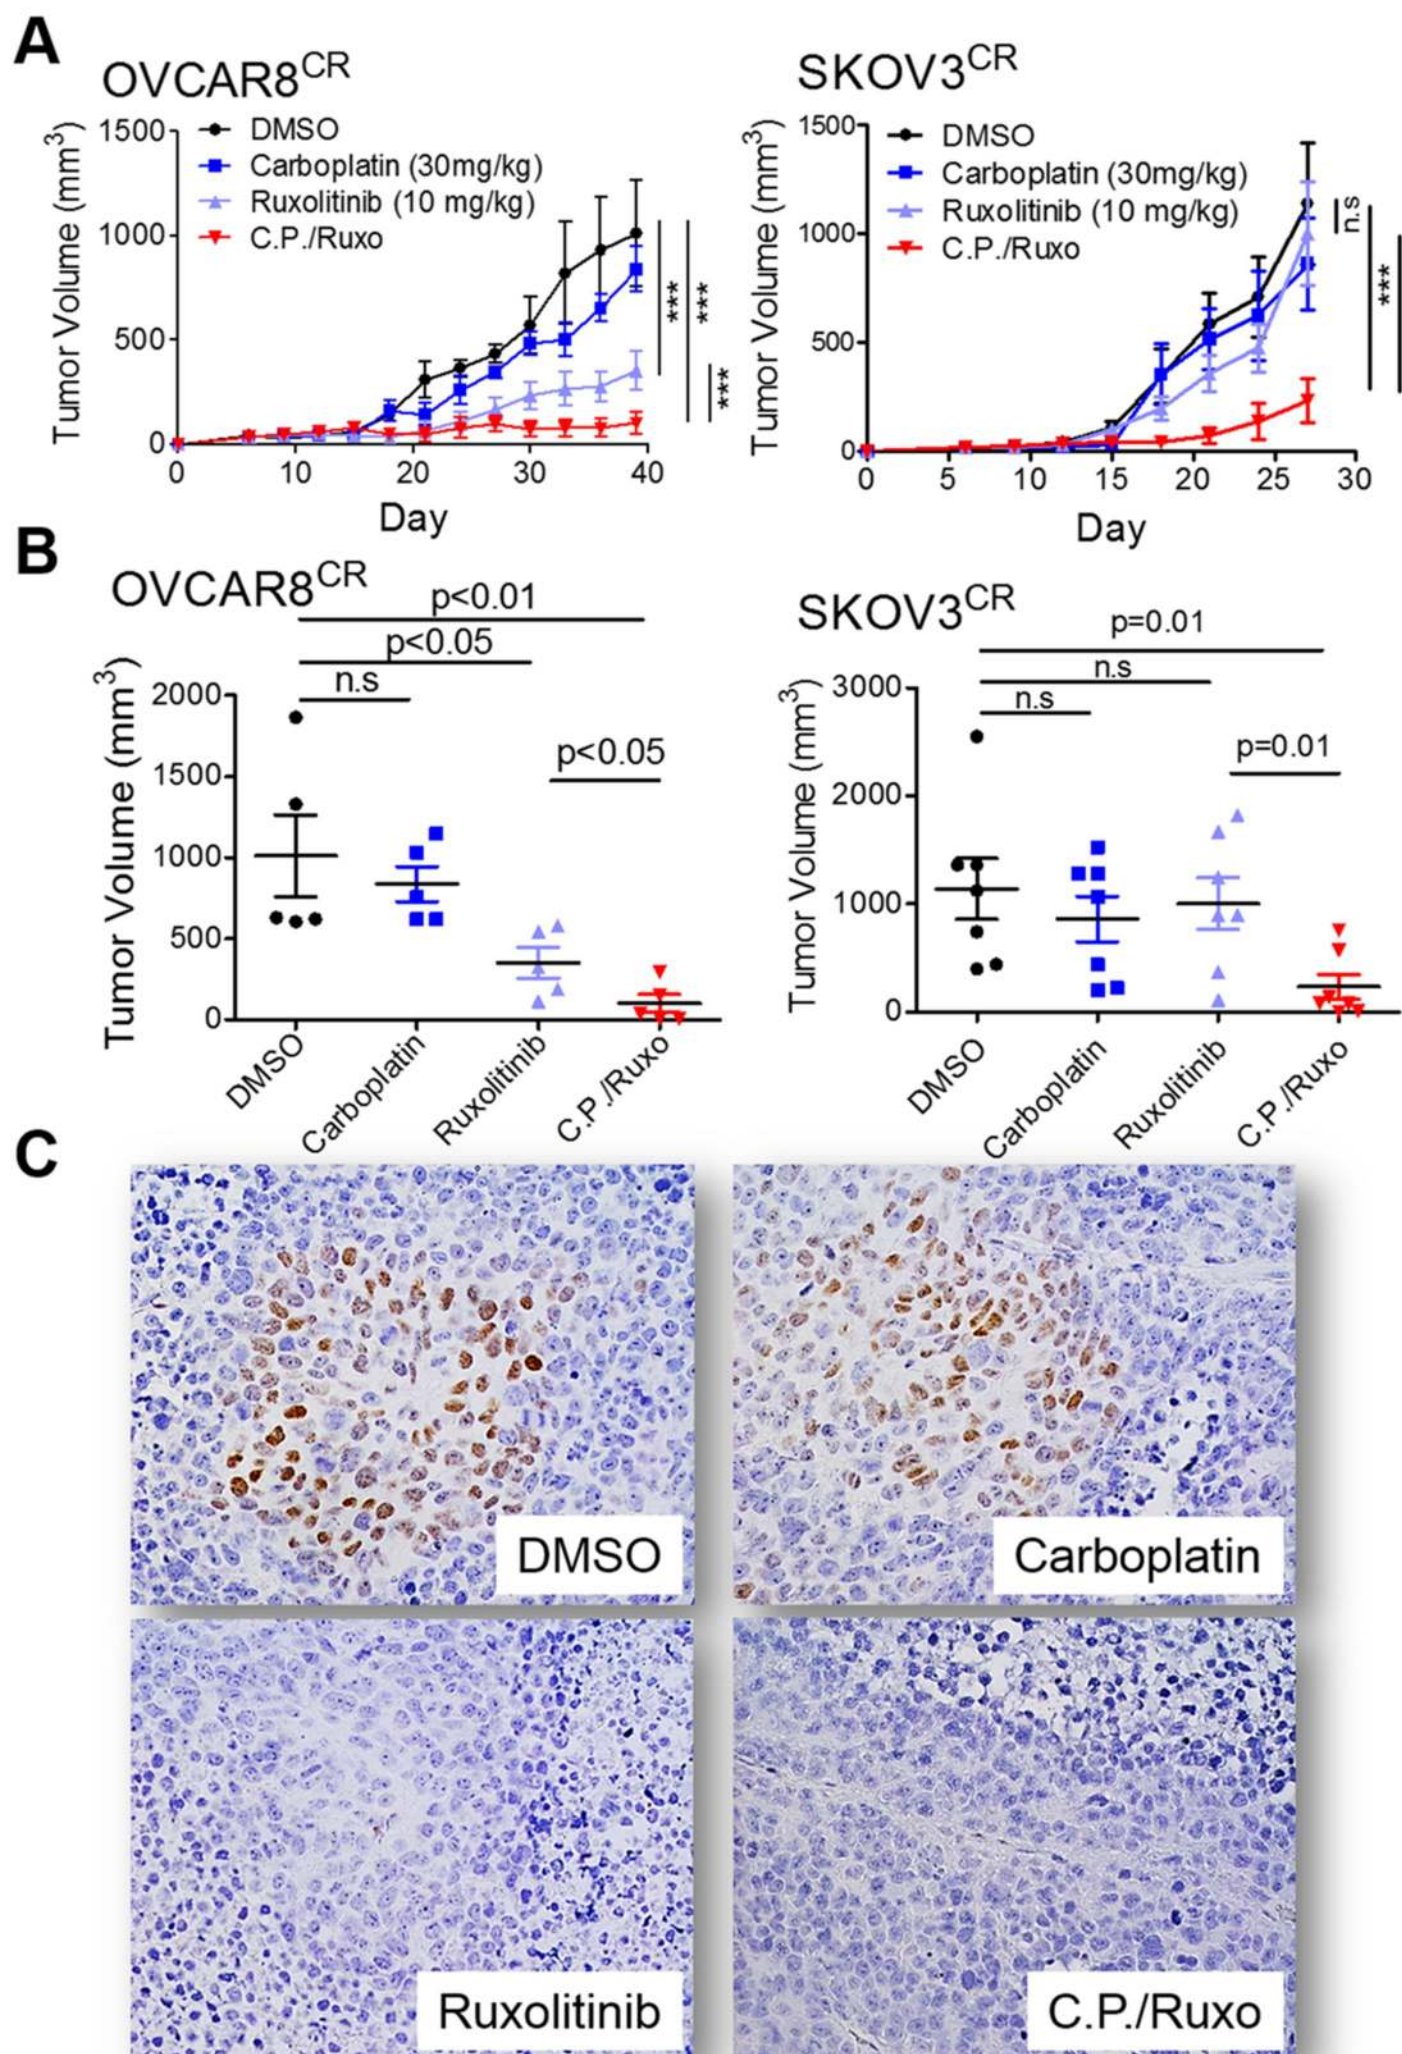 A
OVCAR8CR
DMSO
Carboplatin (30mg/kg)
Ruxolitinib (10 mg/kg)
C.P./Ruxo
Tumor Volume (mm3)
1500
1000
500
0
0 10 20 30 40
Day
***
***
***
SKOV3CR
DMSO
Carboplatin (30mg/kg)
Ruxolitinib (10 mg/kg)
C.P./Ruxo
Tumor Volume (mm3)
1500
1000
500
0
0 5 10 15 20 25 30
Day
n.s
***
B
OVCAR8CR
p<0.01
p<0.05
n.s
p<0.05
Tumor Volume (mm3)
2000
1500
1000
500
0
DMSO
Carboplatin
Ruxolitinib
C.P./Ruxo
SKOV3CR
p=0.01
n.s
n.s
p=0.01
Tumor Volume (mm3)
3000
2000
1000
0
DMSO
Carboplatin
Ruxolitinib
C.P./Ruxo
C
DMSO
Carboplatin
Ruxolitinib
C.P./Ruxo